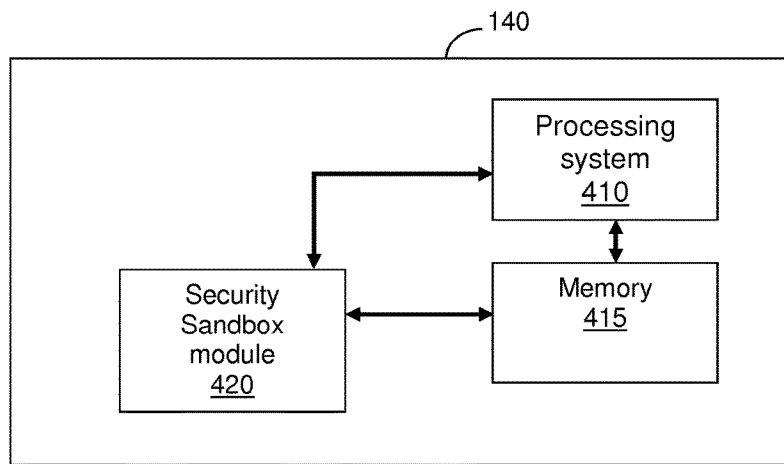 140
Processing
system
410
Memory
415
Security
Sandbox
module
420